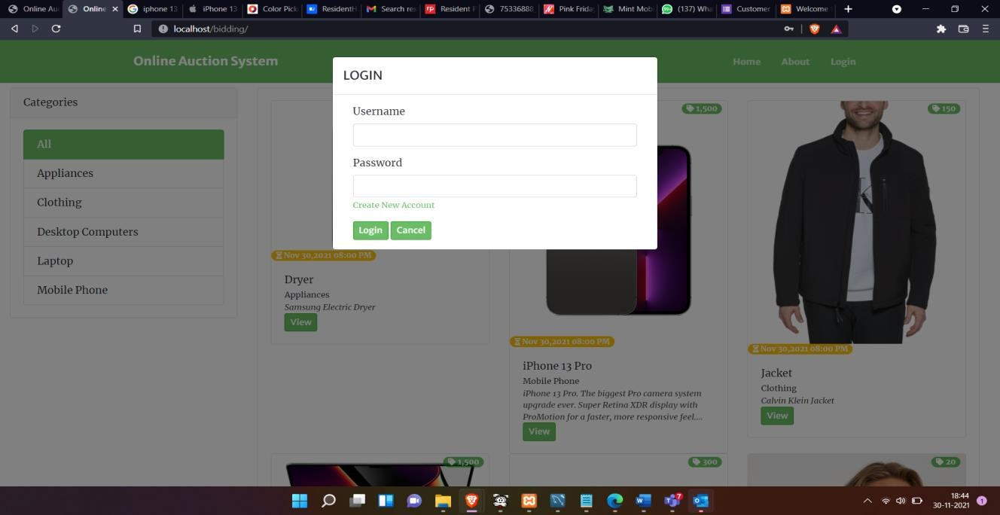 Online Au
Online
iphone 13
iPhone 13
Color Pick
ResidentH
Search res
Resident P
75336888
Pink Frida
Mint Mob
(137) Wha
Customer
Welcome
localhost/bidding/
Online Auction System
Home
About
Login
LOGIN
Username
Password
Create New Account
Login
Cancel
Categories
All
Appliances
Clothing
Desktop Computers
Laptop
Mobile Phone
Nov 30,2021 08:00 PM
Dryer
Appliances
Samsung Electric Dryer
View
1,500
Nov 30,2021 08:00 PM
iPhone 13 Pro
Mobile Phone
iPhone 13 Pro. The biggest Pro camera system
upgrade ever. Super Retina XDR display with
ProMotion for a faster, more responsive feel....
View
150
Nov 30,2021 08:00 PM
Jacket
Clothing
Calvin Klein Jacket
View
1,500
300
20
18:44
30-11-2021
1
7